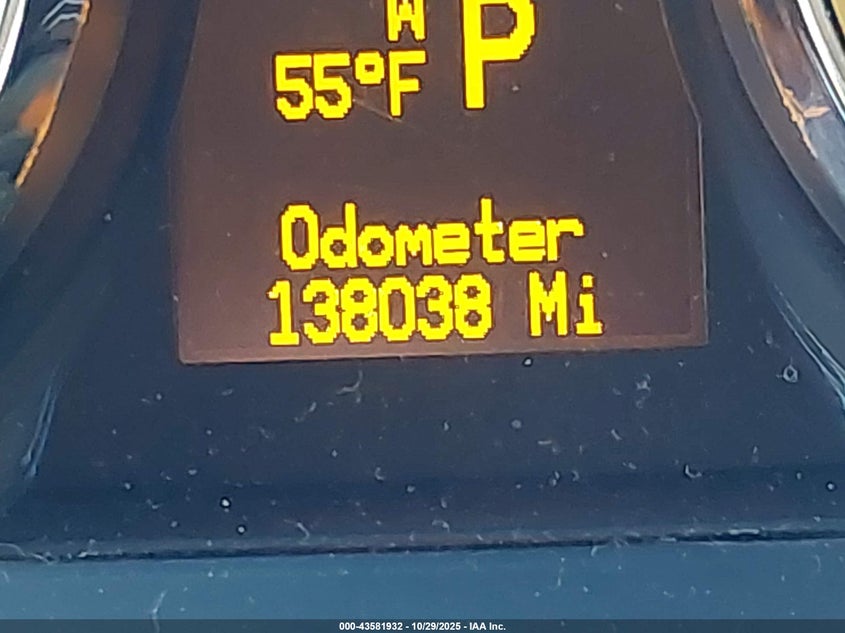 W P
55°F
Odometer
138038 Mi
000-43581932 - 10/29/2025 - IAA Inc.